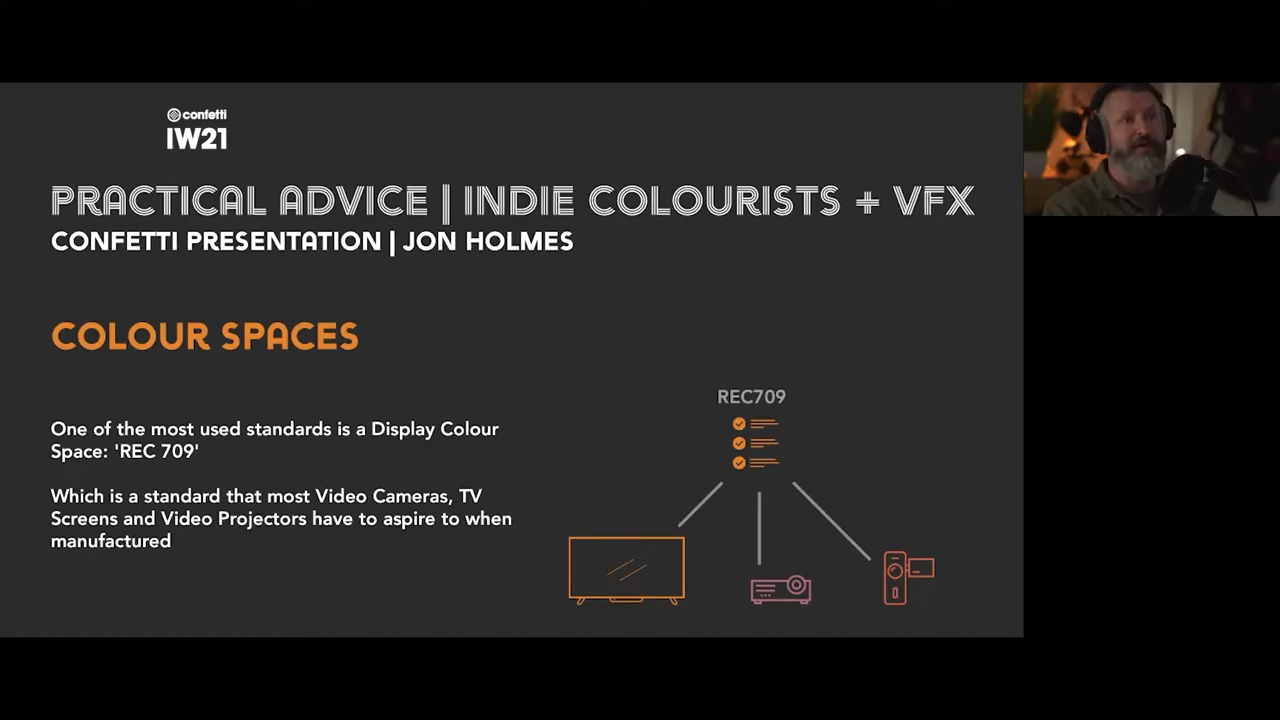 confetti
IW21
PRACTICAL ADVICE | INDIE COLOURISTS + VFX
CONFETTI PRESENTATION | JON HOLMES
COLOUR SPACES
One of the most used standards is a Display Colour
Space: 'REC 709'
Which is a standard that most Video Cameras, TV
Screens and Video Projectors have to aspire to when
manufactured
REC709